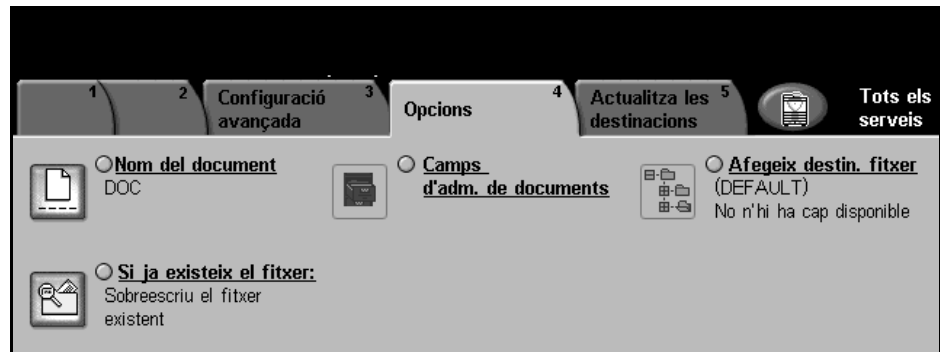 1
2
Configuració 3
avançada
Opcions 4
Actualitza les 5
destinacions
Tots els
serveis
Nom del document
DOC
Camps
d'adm. de documents
Afegeix destin. fitxer
(DEFAULT)
No n'hi ha cap disponible
Si ja existeix el fitxer:
Sobreescriu el fitxer
existent